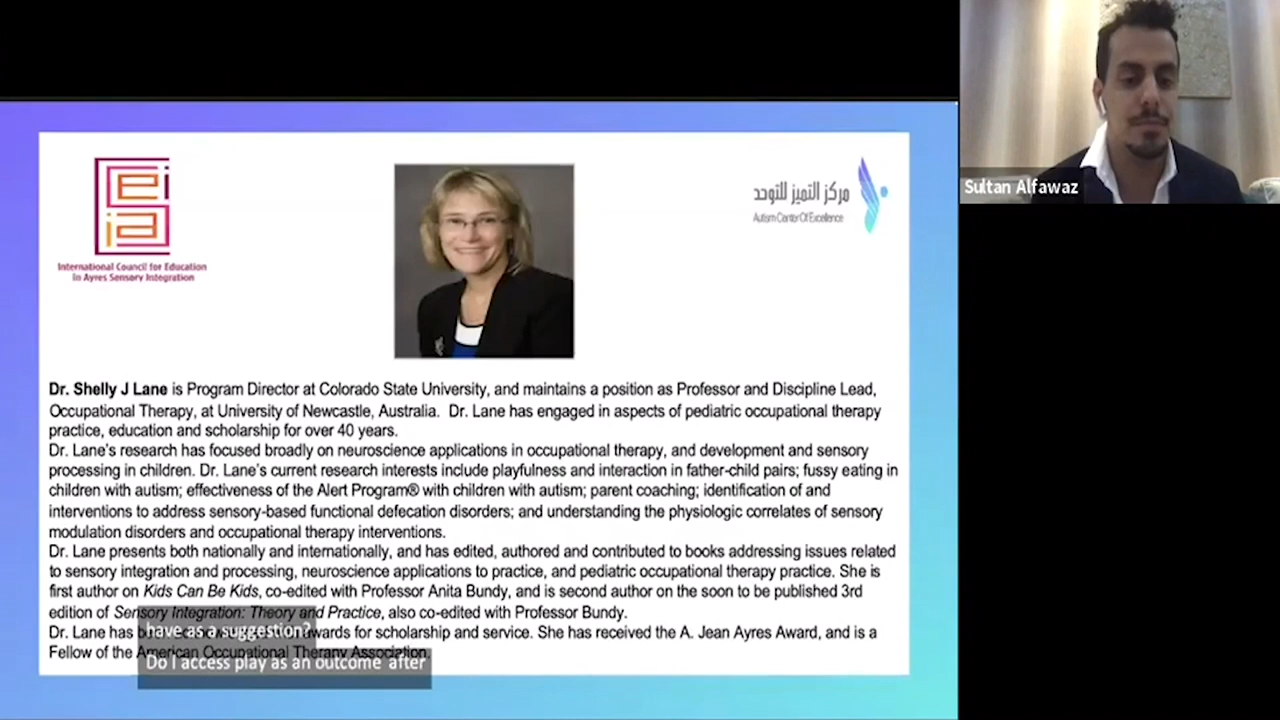 International Council for Education
in Ayres Sensory Integration
مركز التميز للتوحد
Autism Center Of Excellence
Sultan Alfawaz
Dr. Shelly J Lane is Program Director at Colorado State University, and maintains a position as Professor and Discipline Lead,
Occupational Therapy, at University of Newcastle, Australia. Dr. Lane has engaged in aspects of pediatric occupational therapy
practice, education and scholarship for over 40 years.
Dr. Lane's research has focused broadly on neuroscience applications in occupational therapy, and development and sensory
processing in children. Dr. Lane's current research interests include playfulness and interaction in father-child pairs; fussy eating in
children with autism; effectiveness of the Alert Program® with children with autism; parent coaching; identification of and
interventions to address sensory-based functional defecation disorders; and understanding the physiologic correlates of sensory
modulation disorders and occupational therapy interventions.
Dr. Lane presents both nationally and internationally, and has edited, authored and contributed to books addressing issues related
to sensory integration and processing, neuroscience applications to practice, and pediatric occupational therapy practice. She is
first author on Kids Can Be Kids, co-edited with Professor Anita Bundy, and is second author on the soon to be published 3rd
edition of Sensory Integration: Theory and Practice, also co-edited with Professor Bundy.
Dr. Lane has awards for scholarship and service. She has received the A. Jean Ayres Award, and is a
Fellow of the American Occupational Therapy Association.
have as a suggestion?
Do I access play as an outcome after